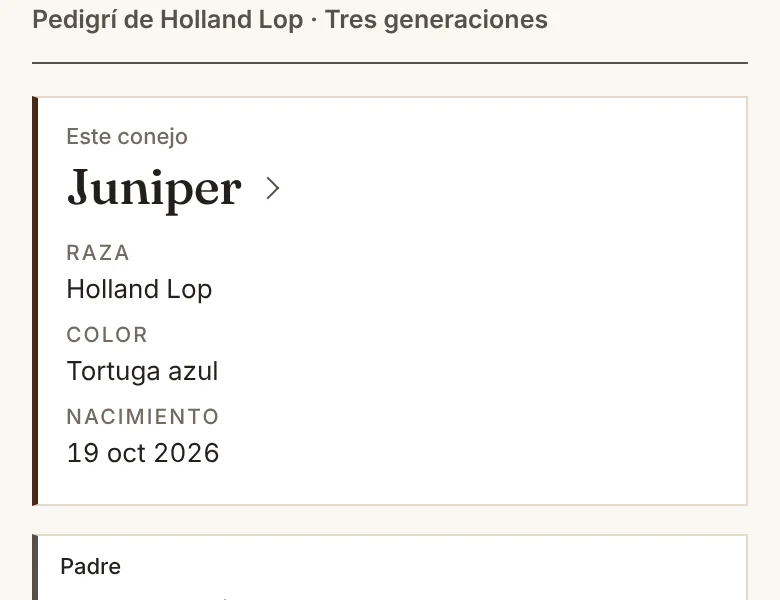 Pedigrí de Holland Lop · Tres generaciones
Este conejo
Juniper
RAZA
Holland Lop
COLOR
Tortuga azul
NACIMIENTO
19 oct 2026
Padre